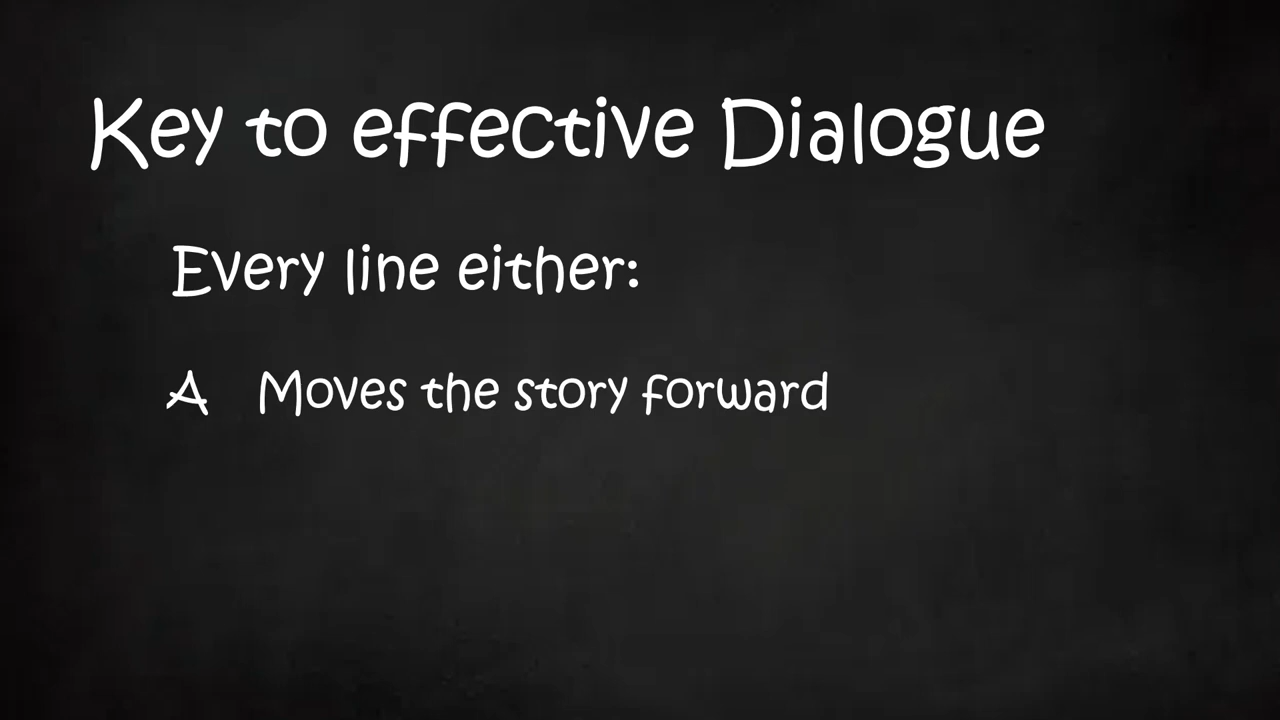 Key to effective Dialogue
Every line either:
A Moves the story forward